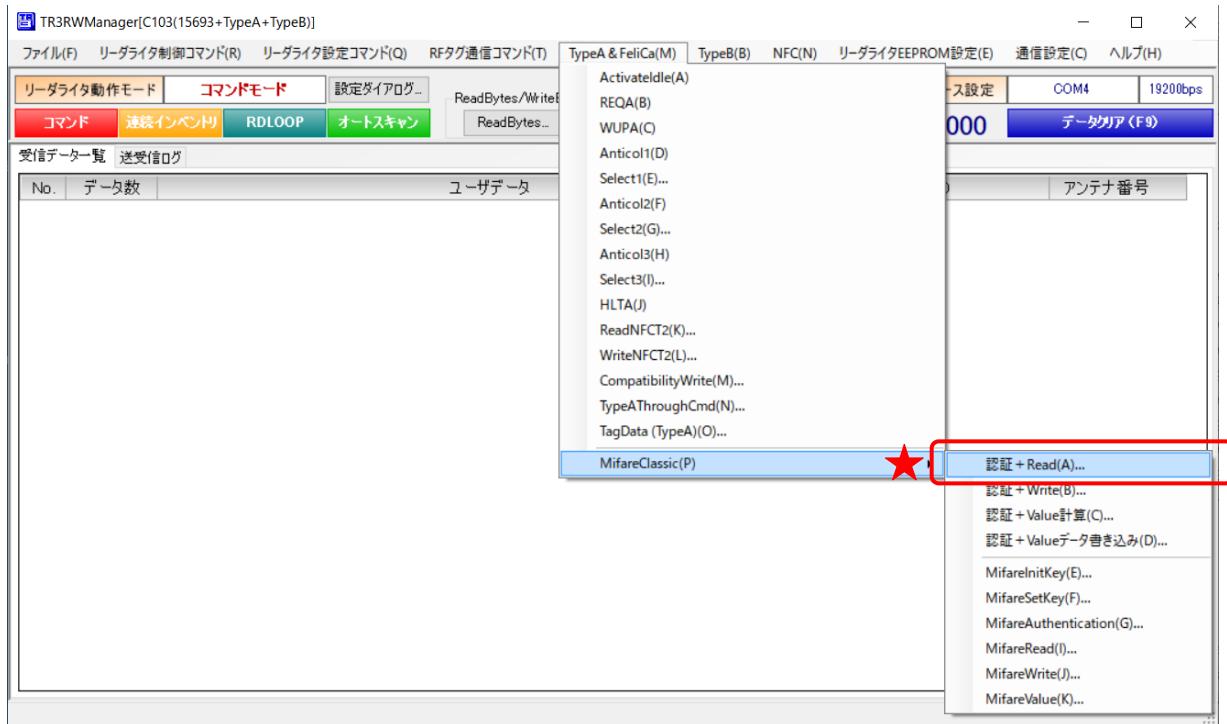 TR3RWManager[C103(15693+TypeA+TypeB)]
ファイル(F) リーダライタ制御コマンド(R) リーダライタ設定コマンド(Q) RFタグ通信コマンド(T) TypeA & FeliCa(M) TypeB(B) NFC(N) リーダライタEEPROM設定(E) 通信設定(C) ヘルプ(H)
リーダライタ動作モード コマンドモード 設定ダイアログ... ReadBytes/WriteB ース設定 COM4 19200bps
コマンド 連続インベントリ RDLOOP オートスキャン ReadBytes... 000 データクリア(F9)
受信データ一覧 送受信ログ
No. データ数 ユーザデータ アンテナ番号
ActivateIdle(A)
REQA(B)
WUPA(C)
Anticol1(D)
Select1(E)...
Anticol2(F)
Select2(G)...
Anticol3(H)
Select3(I)...
HLTA(J)
ReadNFCT2(K)...
WriteNFCT2(L)...
CompatibilityWrite(M)...
TypeAThroughCmd(N)...
TagData (TypeA)(O)...
MifareClassic(P)
認証+Read(A)...
認証+Write(B)...
認証+Value計算(C)...
認証+Valueデータ書き込み(D)...
MifareInitKey(E)...
MifareSetKey(F)...
MifareAuthentication(G)...
MifareRead(I)...
MifareWrite(J)...
MifareValue(K)...